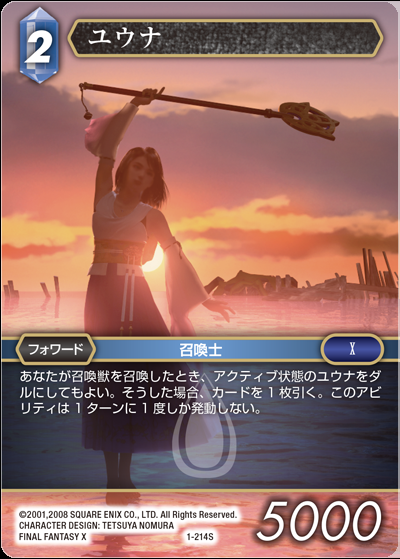 2
ユウナ
フォワード
召喚士
X
あなたが召喚獣を召喚したとき、アクティブ状態のユウナをダ
ルにしてもよい。そうした場合、カードを1枚引く。このアビ
リティは1ターンに1度しか発動しない。
©2001,2008 SQUARE ENIX CO., LTD. All Rights Reserved.
CHARACTER DESIGN: TETSUYA NOMURA
FINAL FANTASY X
1-214S
5000